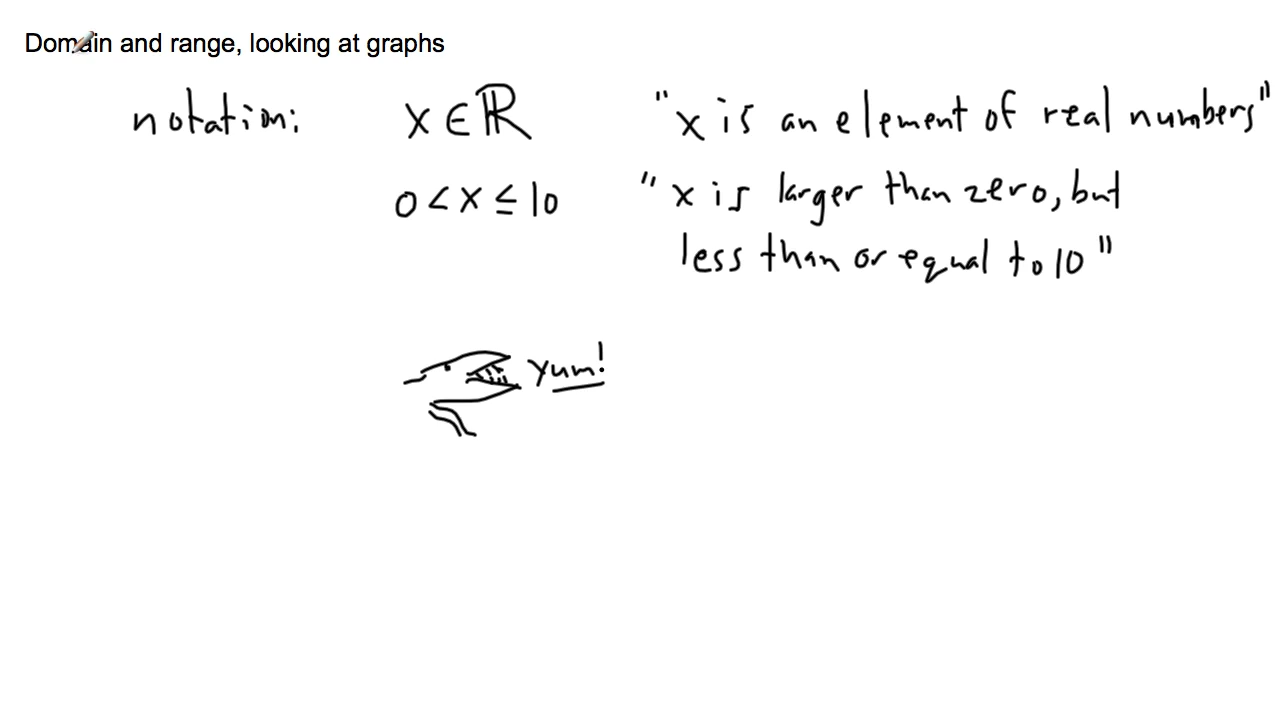 Domain and range, looking at graphs
notation: x ∈ ℝ "x is an element of real numbers"
0 < x ≤ 10 "x is larger than zero, but
less than or equal to 10"
Yum!